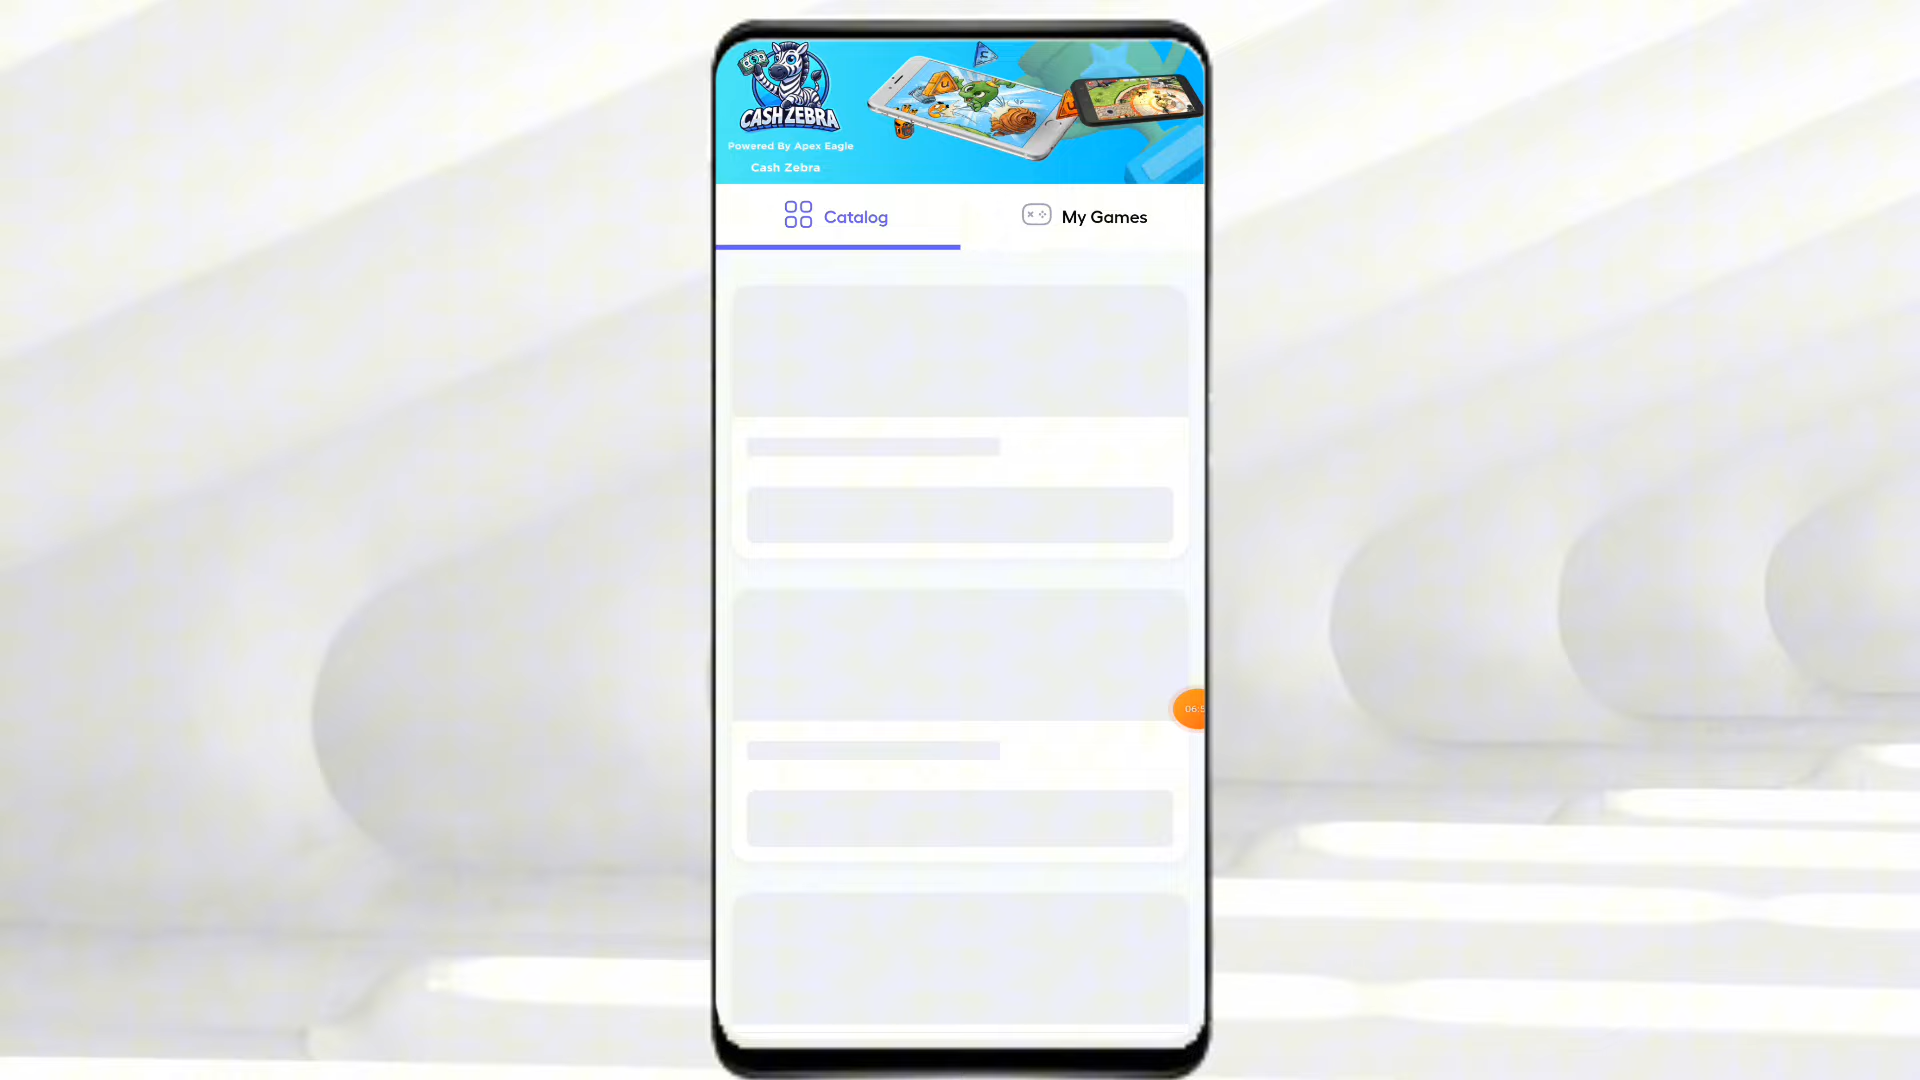 CASH ZEBRA
Powered By Apex Eagle
Cash Zebra
Catalog
My Games